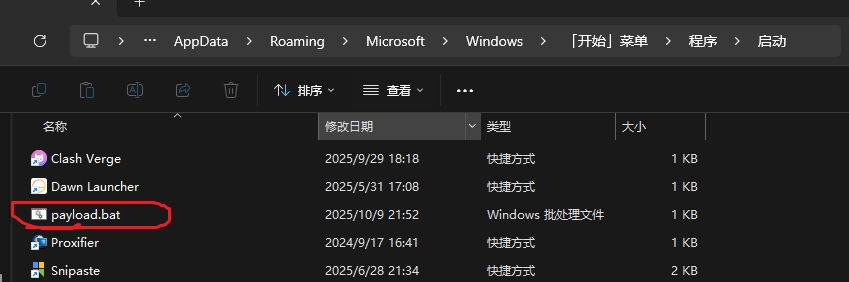 AppData Roaming Microsoft Windows 「开始」菜单 程序 启动
排序 查看
名称 修改日期 类型 大小
Clash Verge 2025/9/29 18:18 快捷方式 1 KB
Dawn Launcher 2025/5/31 17:08 快捷方式 1 KB
payload.bat 2025/10/9 21:52 Windows 批处理文件 1 KB
Proxifier 2024/9/17 16:41 快捷方式 1 KB
Snipaste 2025/6/28 21:34 快捷方式 2 KB